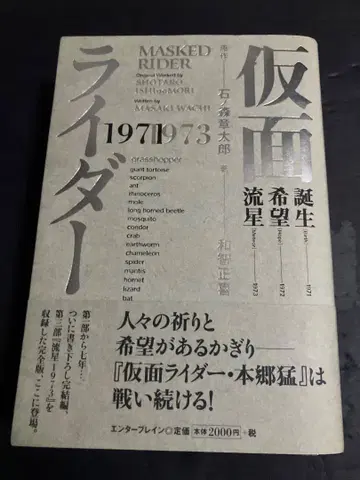 仮面
ライダー
MASKED
RIDER
Original Worked by
SHOTARO
ISHInoMORI
Written by
MASAKI WACHI
原作
石ノ森章太郎
著
和智正喜
1971
1973
誕生 1971
希望 1972
流星 1973
grasshopper
giant tortoise
scorpion
ant
rhinoceros
mole
long horned beetle
mosquito
condor
crab
earthworm
chameleon
spider
mantis
hornet
lizard
bat
人々の祈りと
希望があるかぎり――
『仮面ライダー・本郷猛』は
戦い続ける!
第一部から七年…
ついに書き下ろし完結編、
第三部『流星1973』を
収録した完全版、ここに登場。
エンターブレイン◎定価 本体2000円 +税